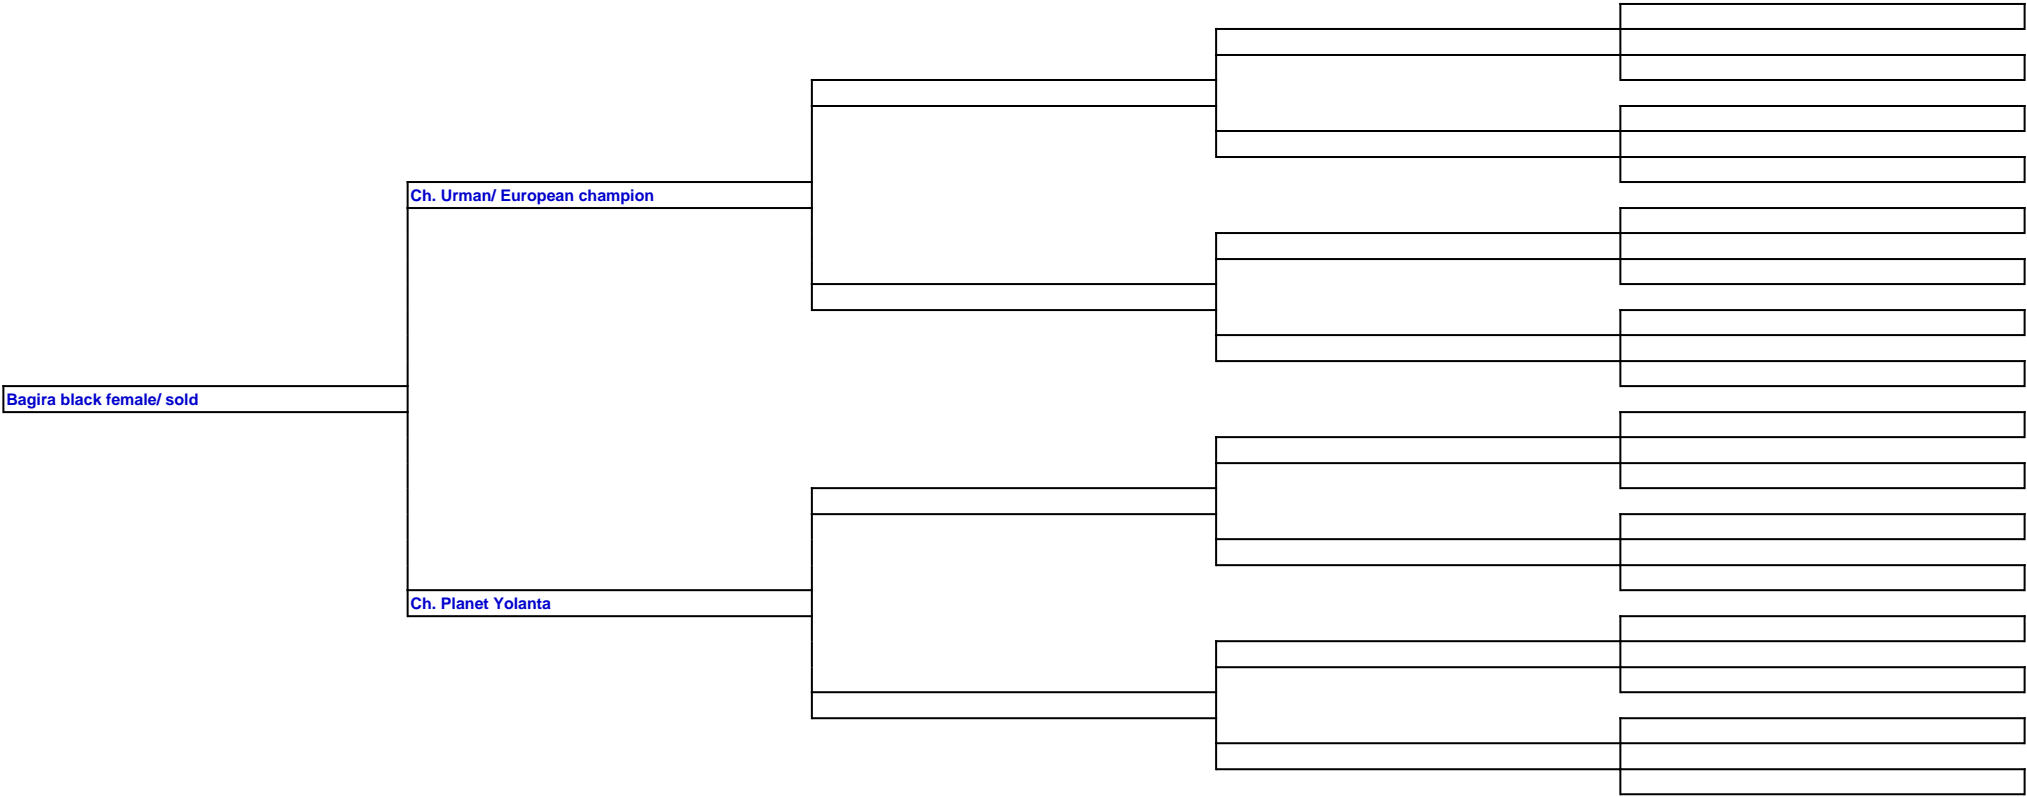 Ch. Urman/ European champion
Bagira black female/ sold
Ch. Planet Yolanta